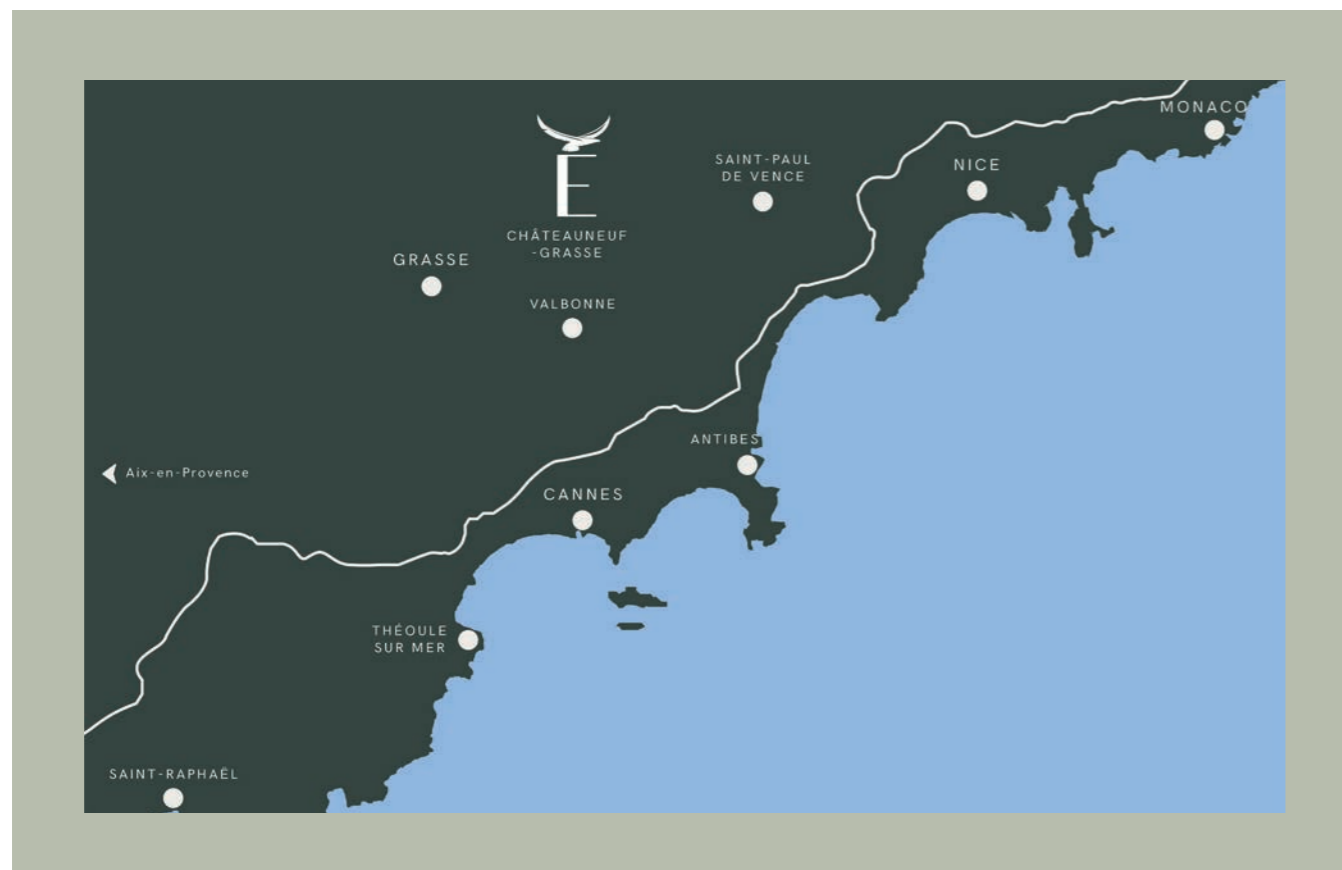 MONACO
SAINT-PAUL
DE VENCE
NICE
E
CHÂTEAUNEUF
-GRASSE
GRASSE
VALBONNE
ANTIBES
Aix-en-Provence
CANNES
THÉOULE
SUR MER
SAINT-RAPHAËL